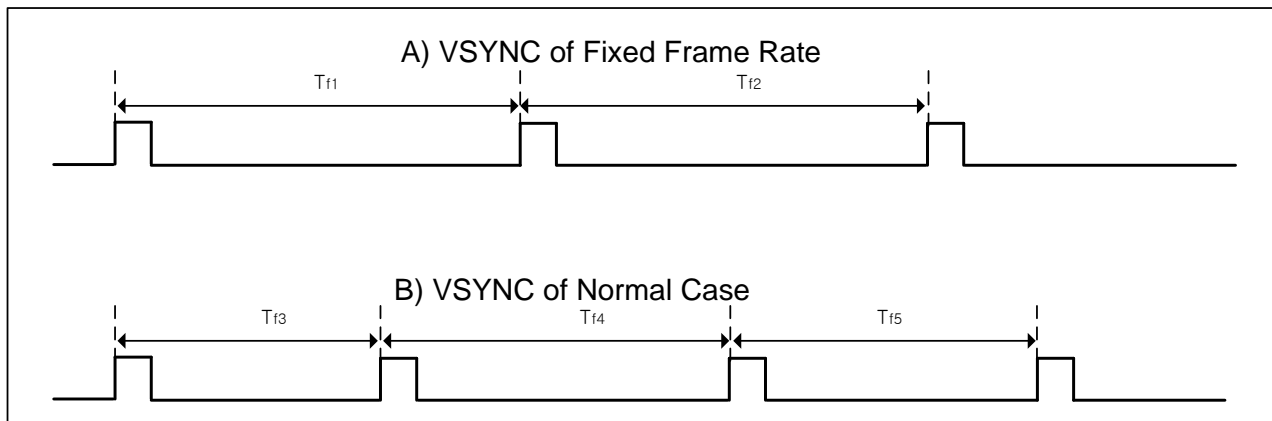 A) VSYNC of Fixed Frame Rate
Tf1 Tf2
B) VSYNC of Normal Case
Tf3 Tf4 Tf5